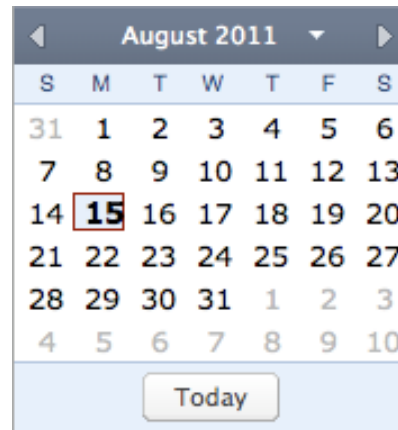 August 2011
S M T W T F S
31 1 2 3 4 5 6
7 8 9 10 11 12 13
14 15 16 17 18 19 20
21 22 23 24 25 26 27
28 29 30 31 1 2 3
4 5 6 7 8 9 10
Today